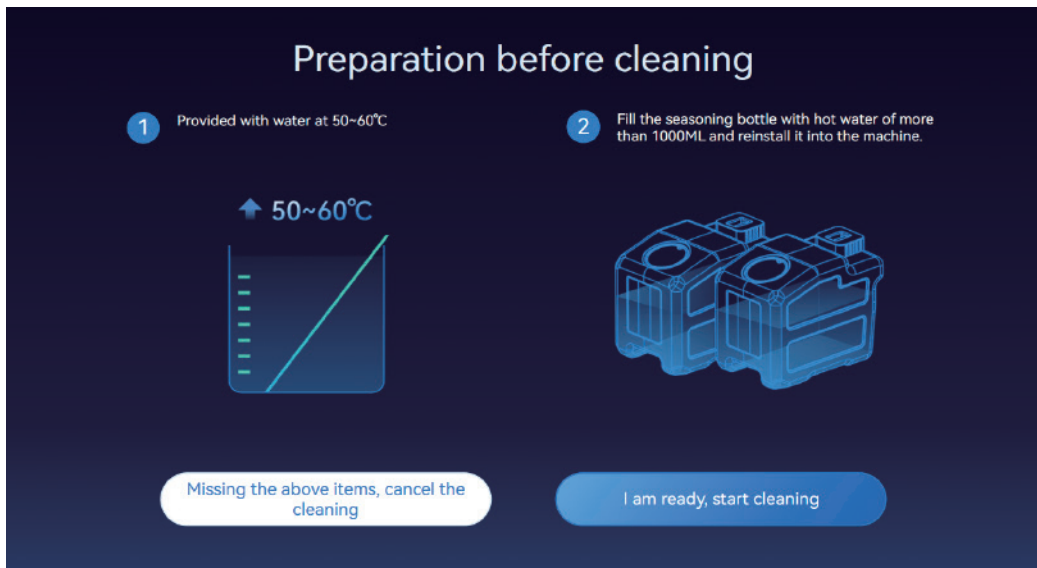 Preparation before cleaning
1
Provided with water at 50~60℃
2
Fill the seasoning bottle with hot water of more
than 1000ML and reinstall it into the machine.
50~60℃
Missing the above items, cancel the
cleaning
I am ready, start cleaning